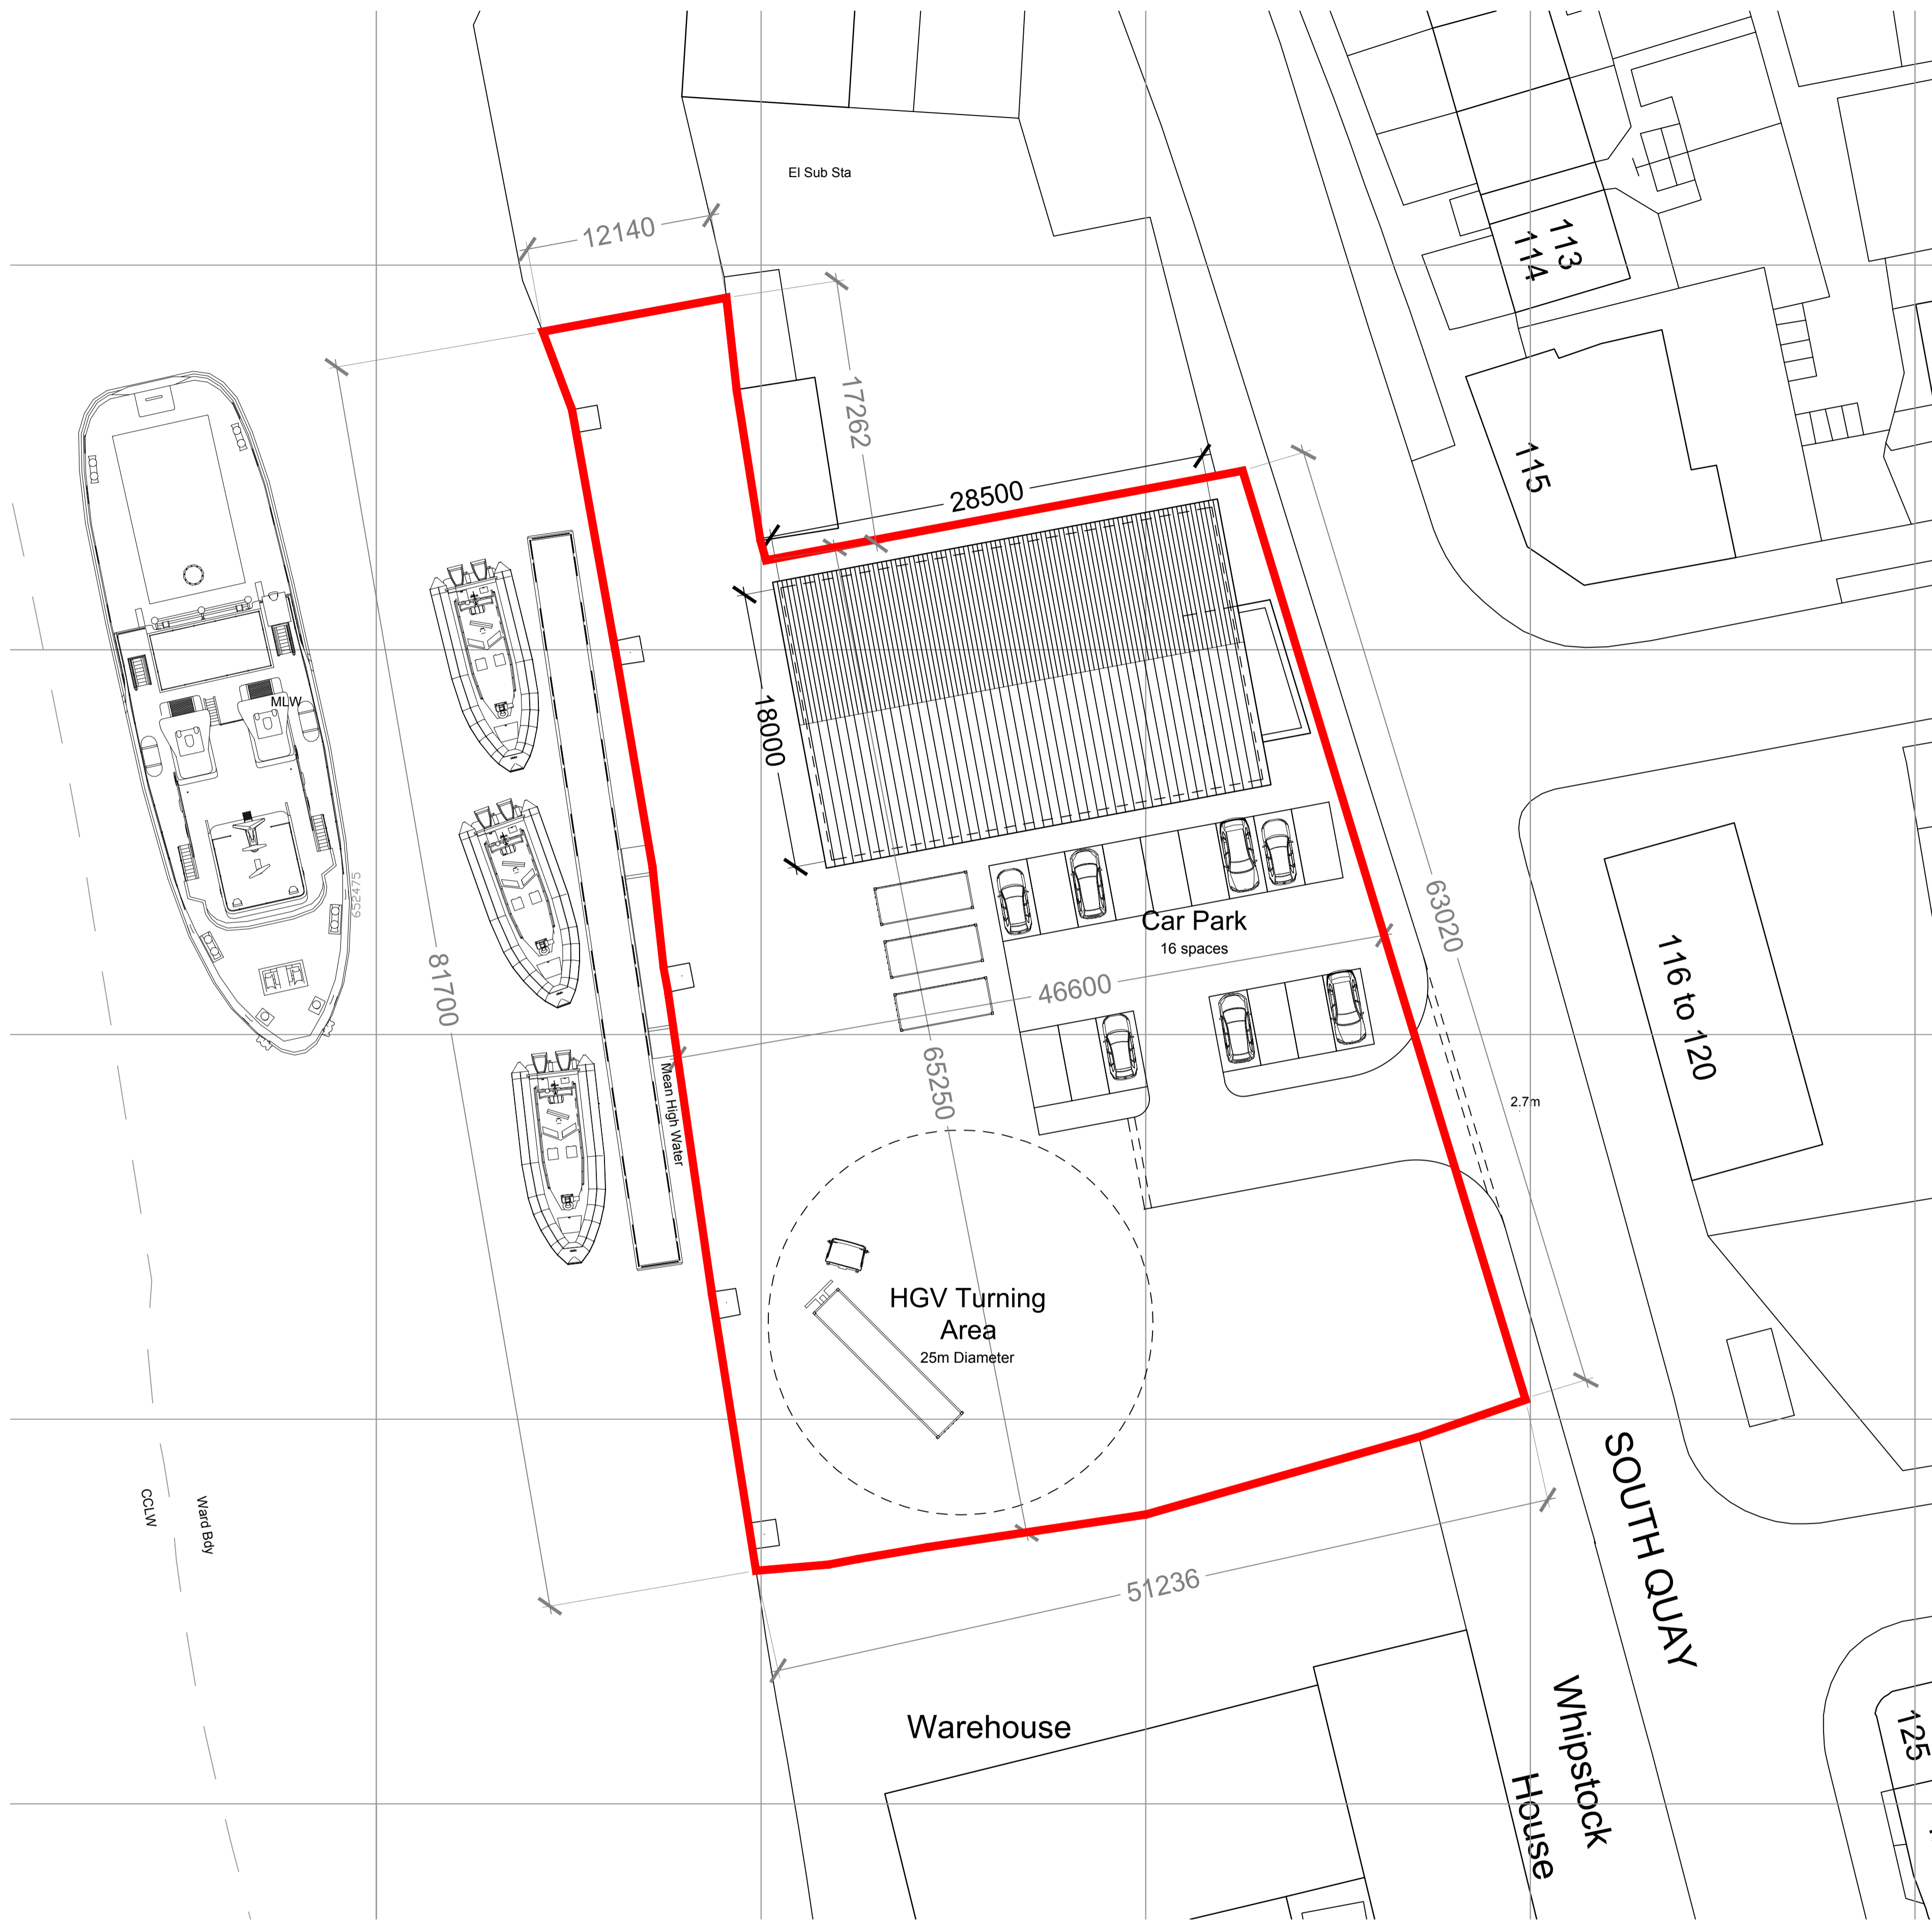 El Sub Sta
12140
113
114
17262
115
28500
MLW
18000
652475
63020
Car Park
16 spaces
81700
46600
116 to 120
65250
Mean High Water
2.7m
HGV Turning
Area
25m Diameter
SOUTH QUAY
CCLW
Ward Bdy
51236
Warehouse
Whipstock
House
125